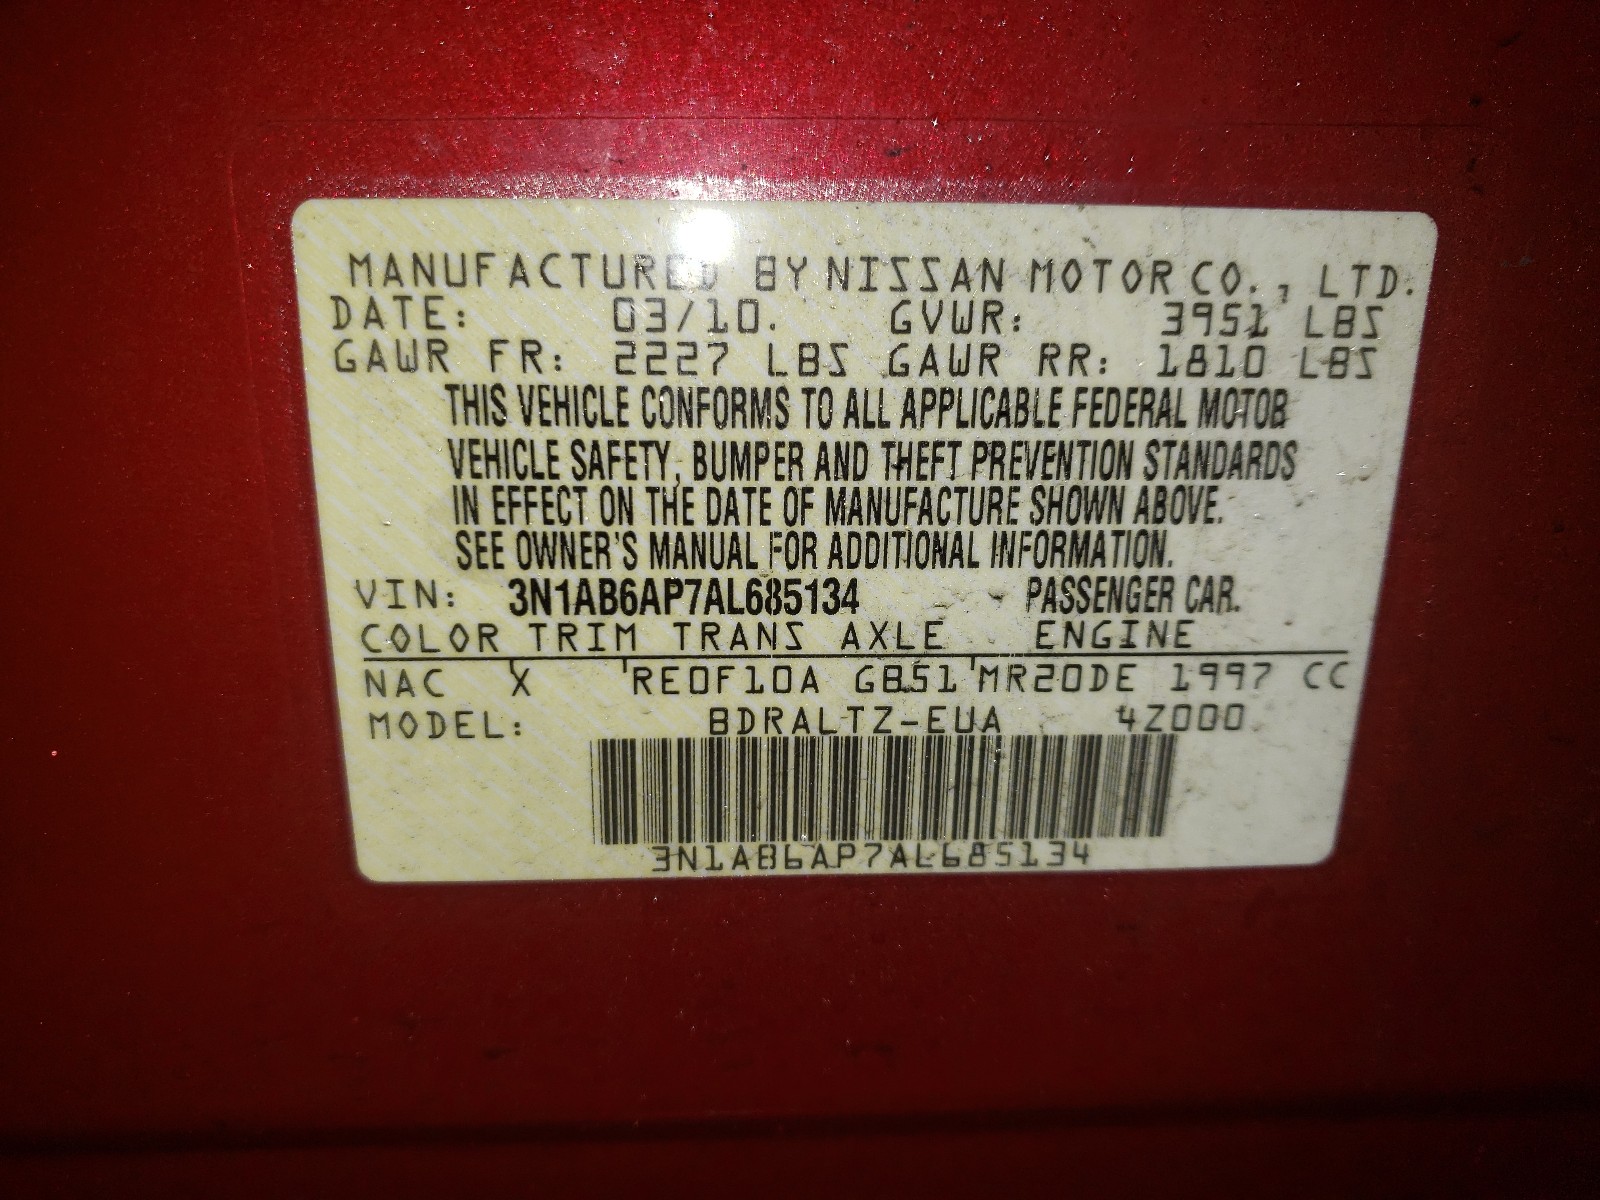 MANUFACTURED BY NISSAN MOTOR CO., LTD.
DATE: 03/10. GVWR: 3951 LBS
GAWR FR: 2227 LBS GAWR RR: 1810 LBS
THIS VEHICLE CONFORMS TO ALL APPLICABLE FEDERAL MOTOR
VEHICLE SAFETY, BUMPER AND THEFT PREVENTION STANDARDS
IN EFFECT ON THE DATE OF MANUFACTURE SHOWN ABOVE.
SEE OWNER'S MANUAL FOR ADDITIONAL INFORMATION.
VIN: 3N1AB6AP7AL685134 PASSENGER CAR.
COLOR TRIM TRANS AXLE ENGINE
NAC X 'RE0F10A GB51'MR20DE 1997 CC
MODEL: BDRALTZ-EUA 4Z000
3N1AB6AP7AL685134